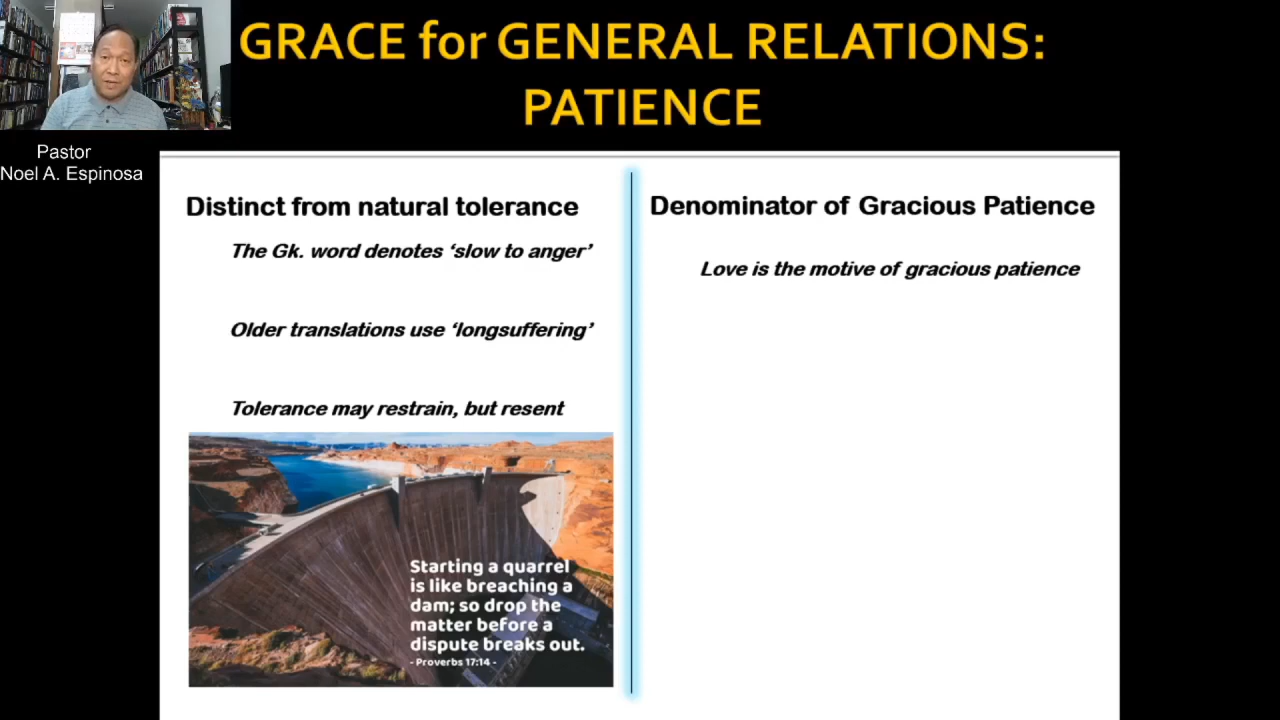 GRACE for GENERAL RELATIONS:
PATIENCE
Pastor
Noel A. Espinosa
Distinct from natural tolerance
The Gk. word denotes ‘slow to anger’
Older translations use ‘longsuffering’
Tolerance may restrain, but resent
Starting a quarrel
is like breaching a
dam; so drop the
matter before a
dispute breaks out.
- Proverbs 17:14 -
Denominator of Gracious Patience
Love is the motive of gracious patience